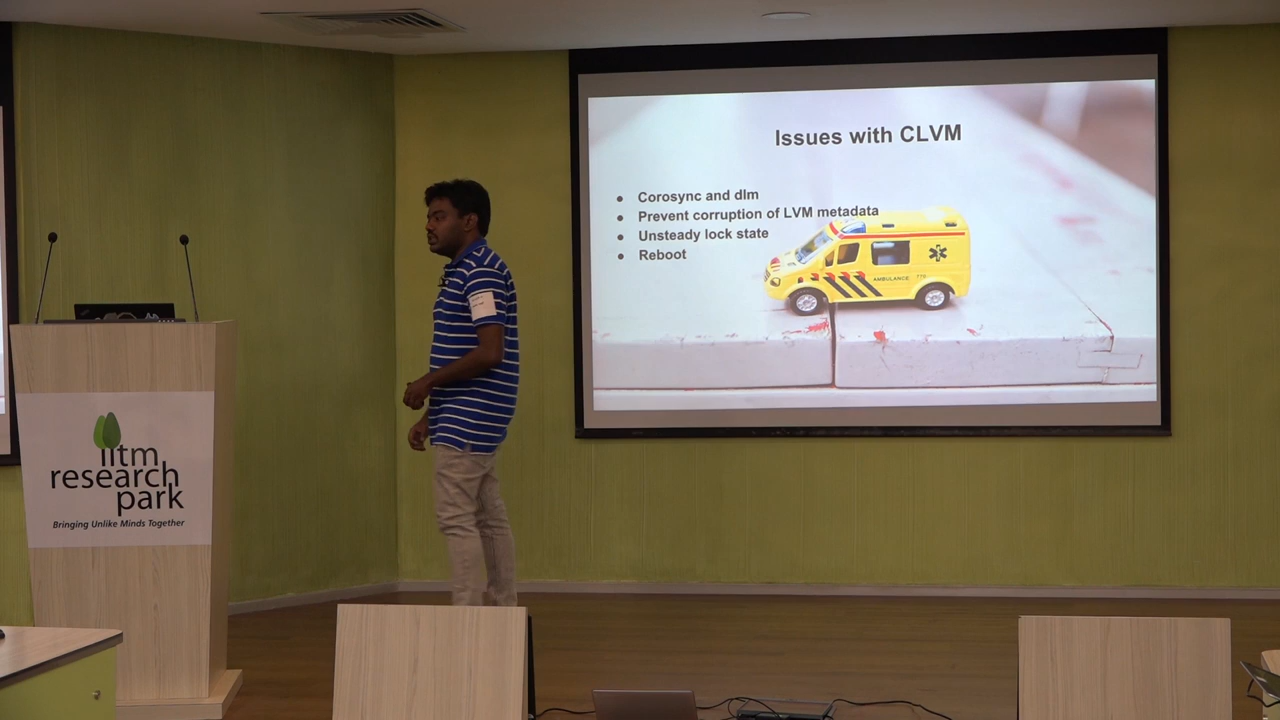 Issues with CLVM
● Corosync and dlm
● Prevent corruption of LVM metadata
● Unsteady lock state
● Reboot
AMBULANCE
iitm
research
park
Bringing Unlike Minds Together